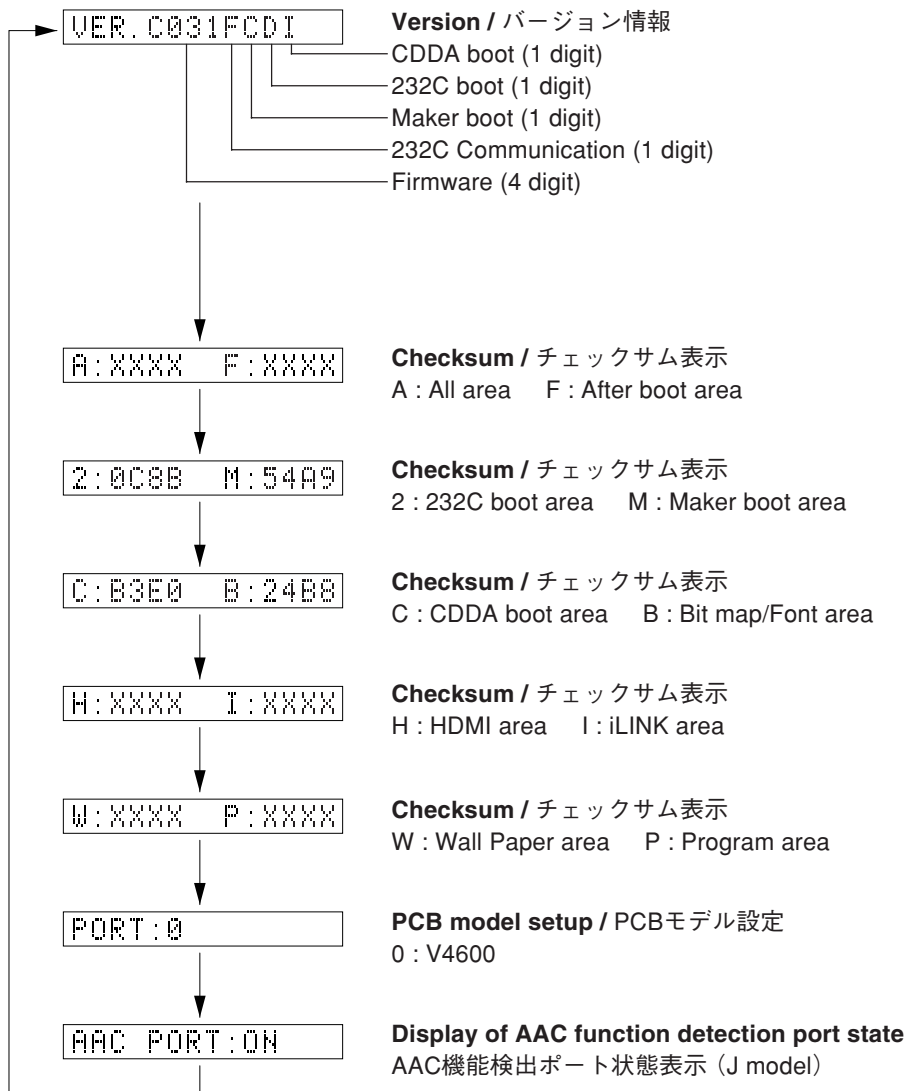 VER.C031FCDI
Version / バージョン情報
CDDA boot (1 digit)
232C boot (1 digit)
Maker boot (1 digit)
232C Communication (1 digit)
Firmware (4 digit)
A:XXXX F:XXXX
Checksum / チェックサム表示
A : All area F : After boot area
2:0C8B M:54A9
Checksum / チェックサム表示
2 : 232C boot area M : Maker boot area
C:B3E0 B:24B8
Checksum / チェックサム表示
C : CDDA boot area B : Bit map/Font area
H:XXXX I:XXXX
Checksum / チェックサム表示
H : HDMI area I : iLINK area
W:XXXX P:XXXX
Checksum / チェックサム表示
W : Wall Paper area P : Program area
PORT:0
PCB model setup / PCBモデル設定
0 : V4600
AAC PORT:ON
Display of AAC function detection port state
AAC機能検出ポート状態表示（J model）